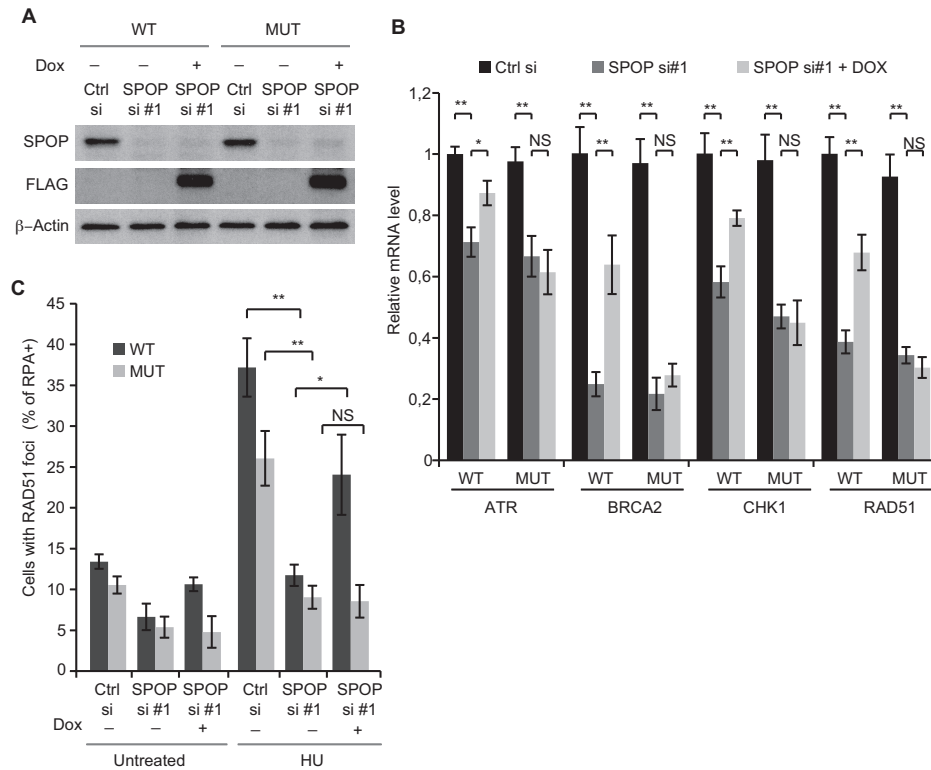 A
WT MUT
Dox – – + – – +
Ctrl SPOP SPOP Ctrl SPOP SPOP
si si #1 si #1 si si #1 si #1
SPOP
FLAG
β–Actin
B
Ctrl si SPOP si#1 SPOP si#1 + DOX
Relative mRNA level
1,2
1
0,8
0,6
0,4
0,2
0
** * ** NS ** ** ** NS ** ** ** NS ** ** ** NS
WT MUT WT MUT WT MUT WT MUT
ATR BRCA2 CHK1 RAD51
C
Cells with RAD51 foci (% of RPA+)
45
40
35
30
25
20
15
10
5
0
WT
MUT
**
**
*
NS
Ctrl SPOP SPOP Ctrl SPOP SPOP
si si #1 si #1 si si #1 si #1
Dox – – + – – +
Untreated HU